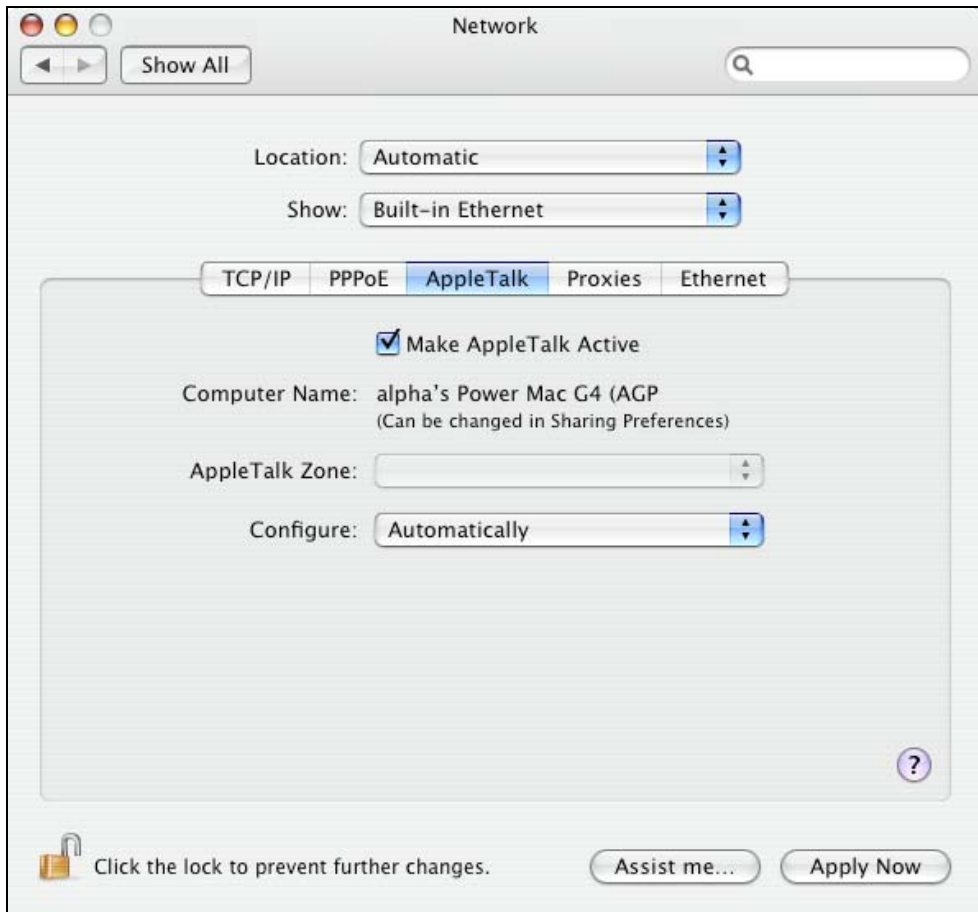 Network
Show All
Location: Automatic
Show: Built-in Ethernet
TCP/IP PPPoE AppleTalk Proxies Ethernet
Make AppleTalk Active
Computer Name: alpha's Power Mac G4 (AGP
(Can be changed in Sharing Preferences)
AppleTalk Zone:
Configure: Automatically
?
Click the lock to prevent further changes. Assist me... Apply Now